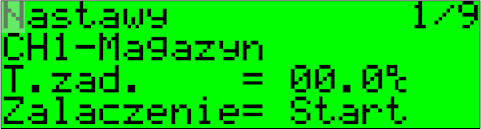 Nastawy 1/9
CH1-Magazyn
T.zad. = 00.0℃
Zalaczenie= Start